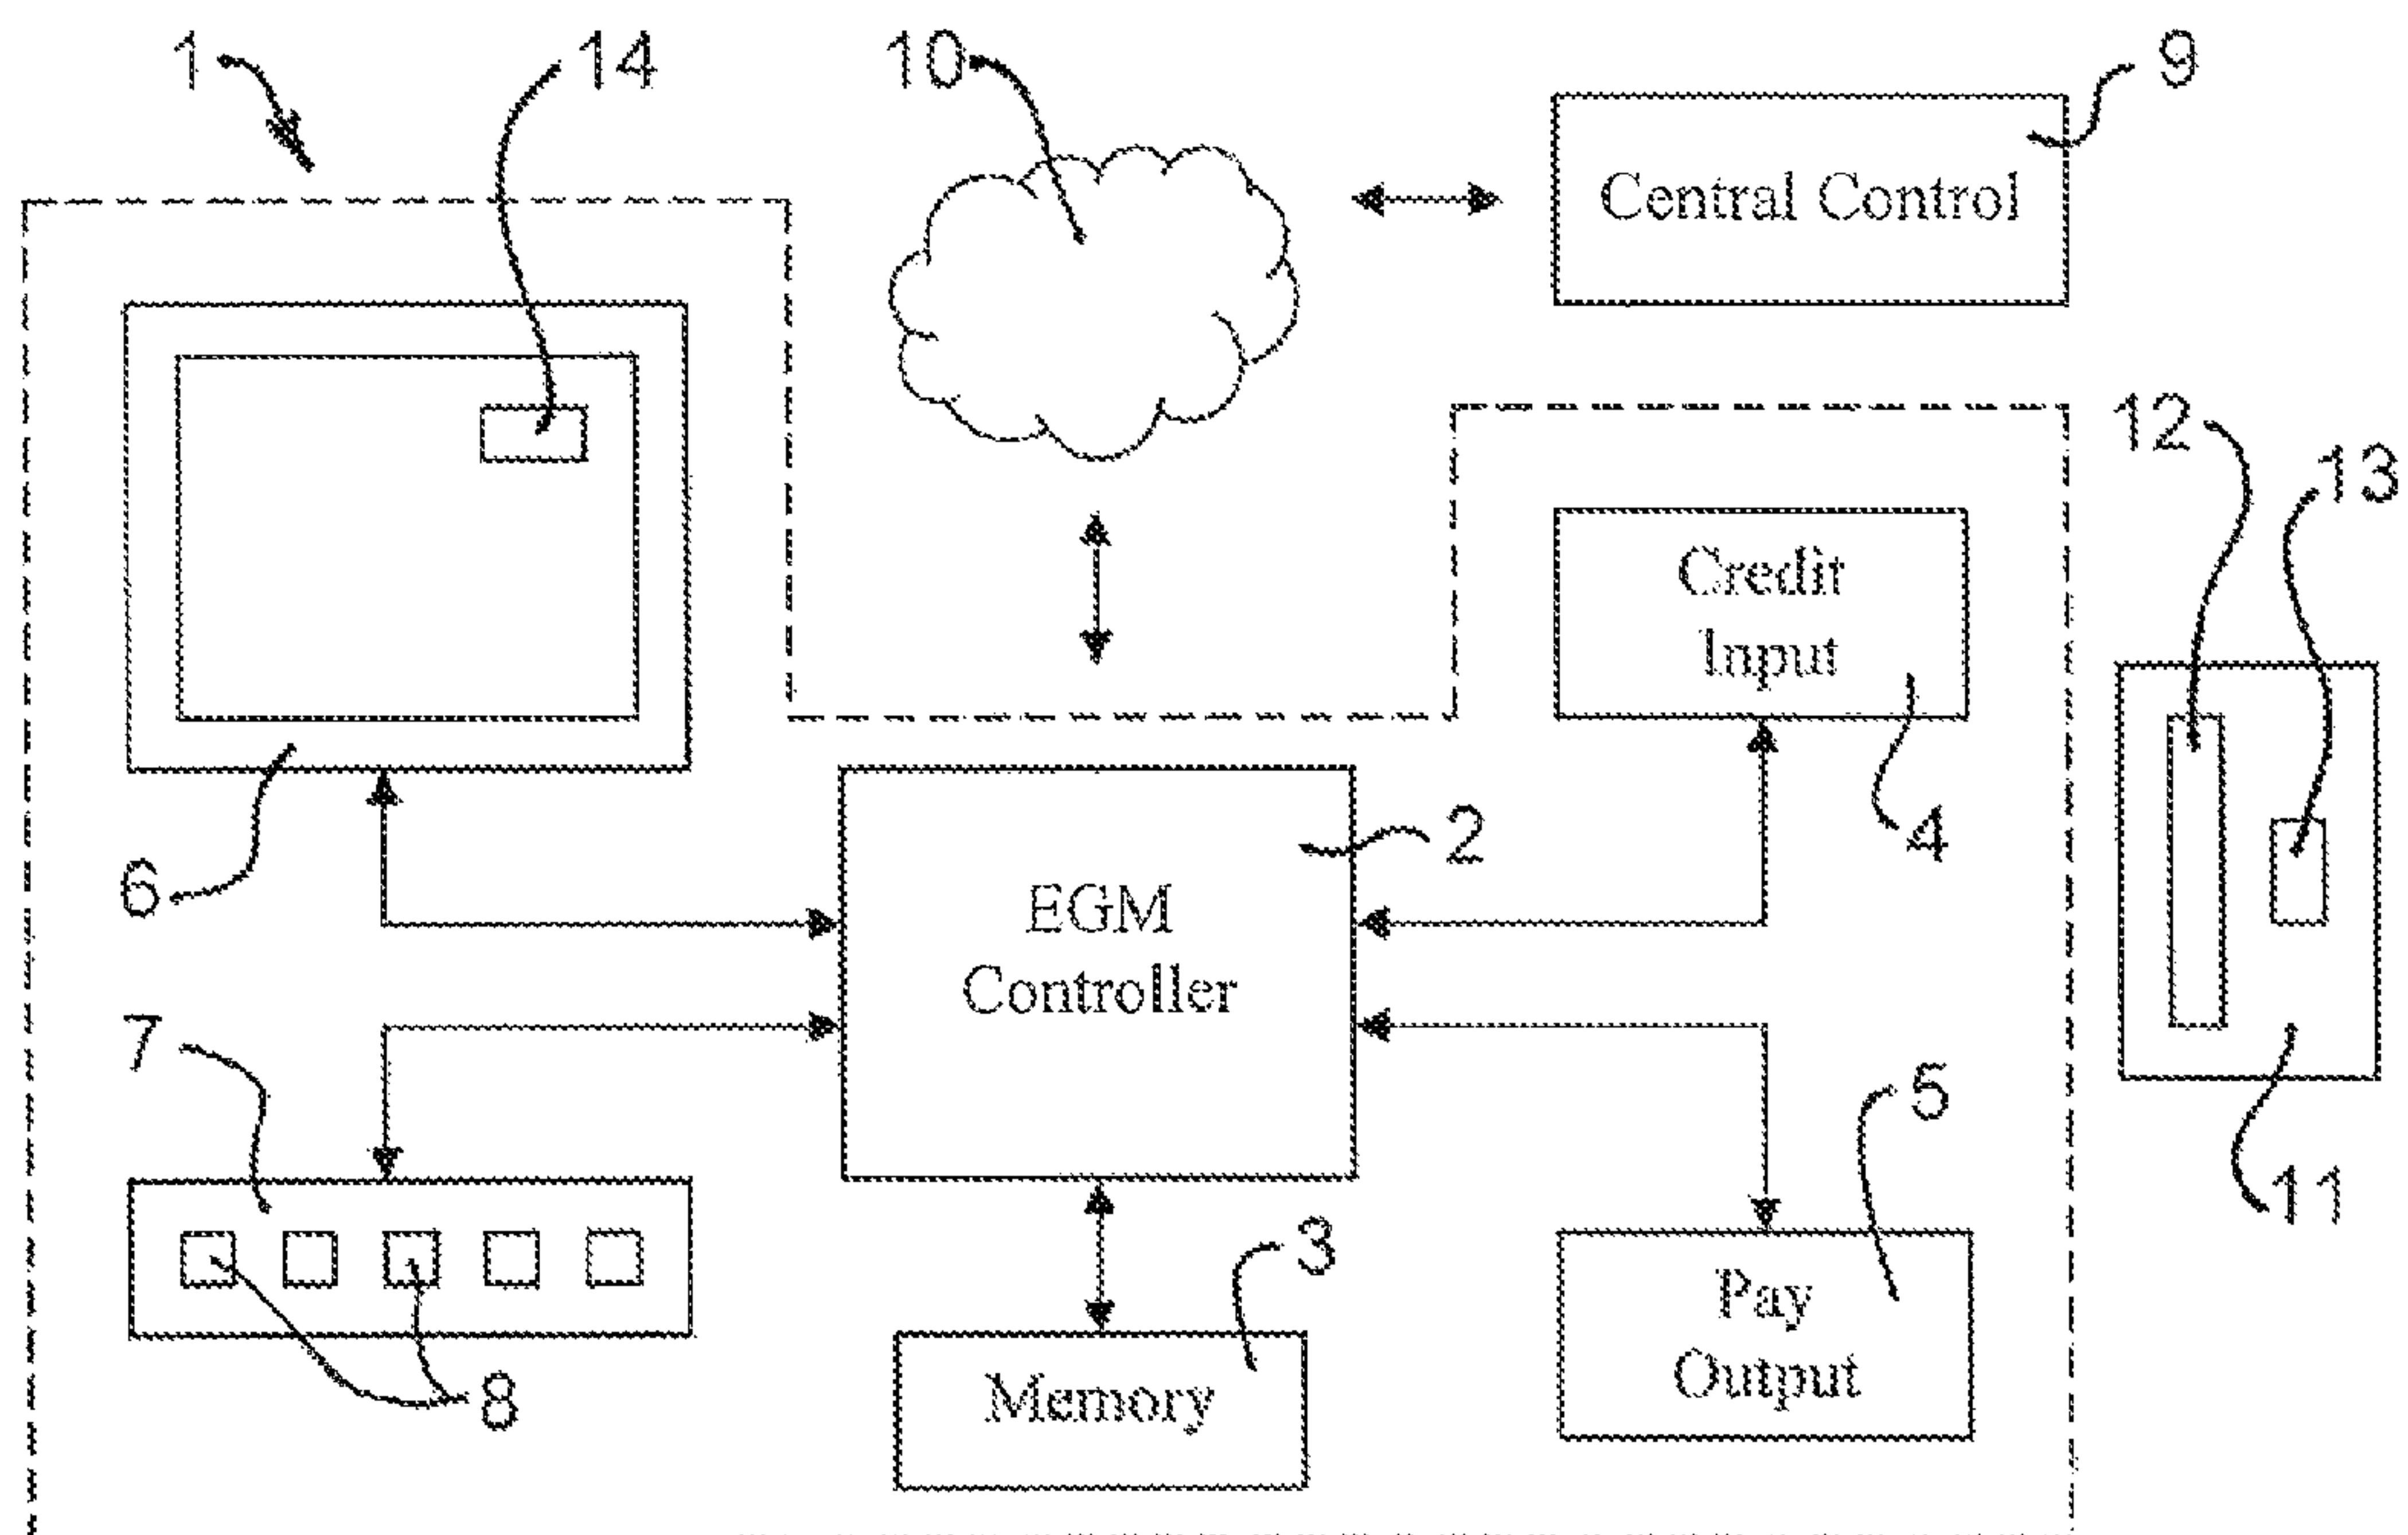 1
14
10
9
Central Control
12
13
Credit
Input
4
2
6
EGM
Controller
7
5
11
3
8
Pay
Output
Memory